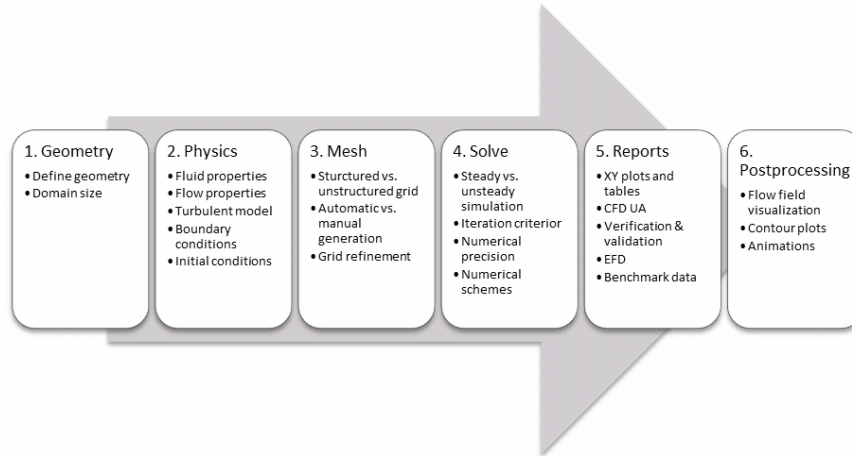 1. Geometry
• Define geometry
• Domain size
2. Physics
• Fluid properties
• Flow properties
• Turbulent model
• Boundary
conditions
• Initial conditions
3. Mesh
• Sturctured vs.
unstructured grid
• Automatic vs.
manual
generation
• Grid refinement
4. Solve
• Steady vs.
unsteady
simulation
• Iteration criterior
• Numerical
precision
• Numerical
schemes
5. Reports
• XY plots and
tables
• CFD UA
• Verification &
validation
• EFD
• Benchmark data
6.
Postprocessing
• Flow field
visualization
• Contour plots
• Animations